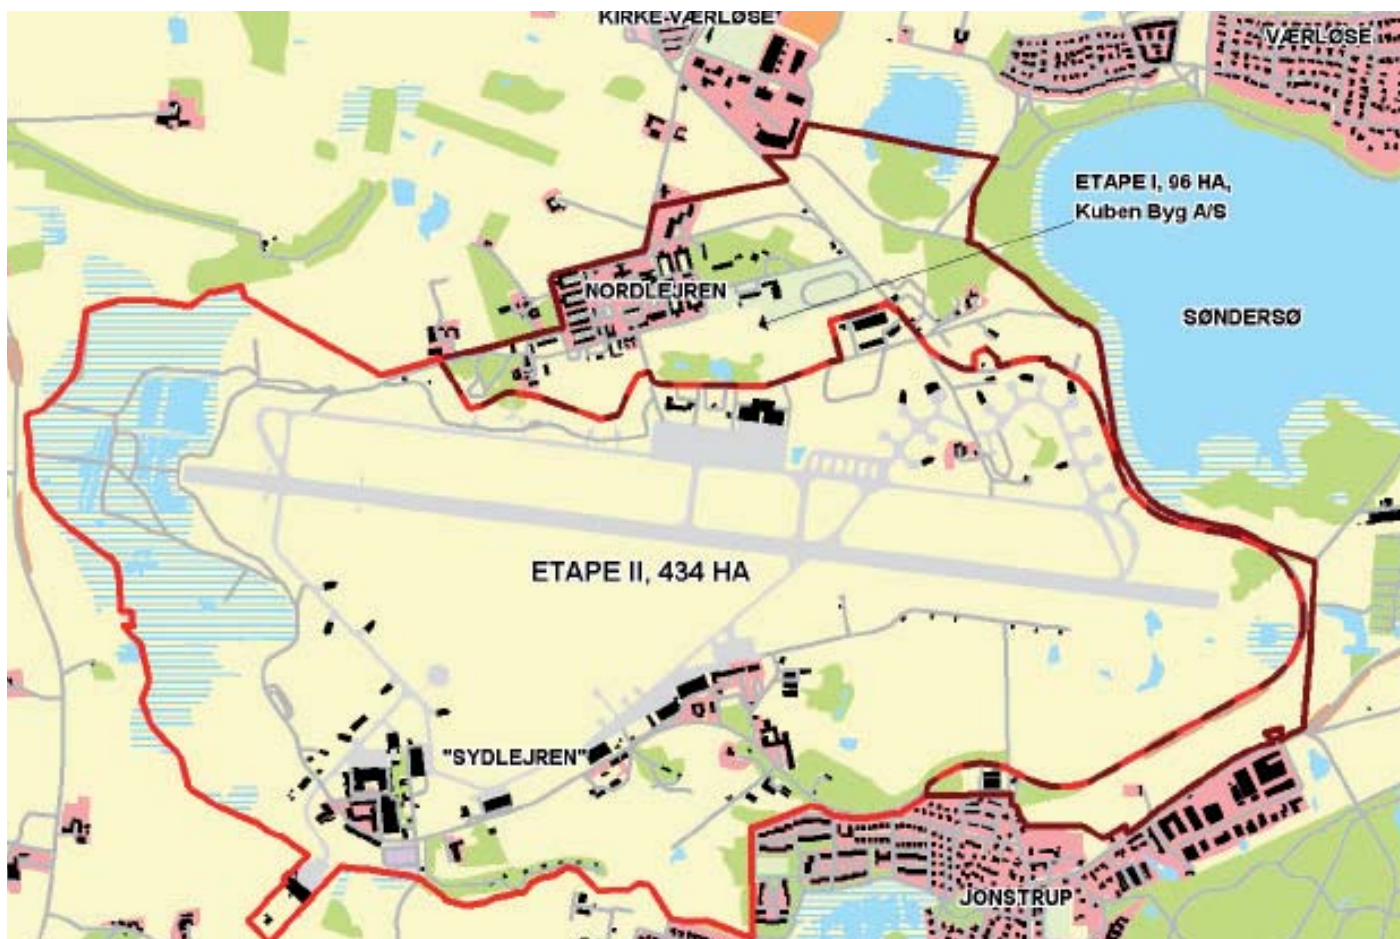 KIRKE-VÆRLØSE
VÆRLØSE
ETAPE I, 96 HA,
Kuben Byg A/S
NORDLEJREN
SØNDERSØ
ETAPE II, 434 HA
"SYDLEJREN"
JONSTRUP